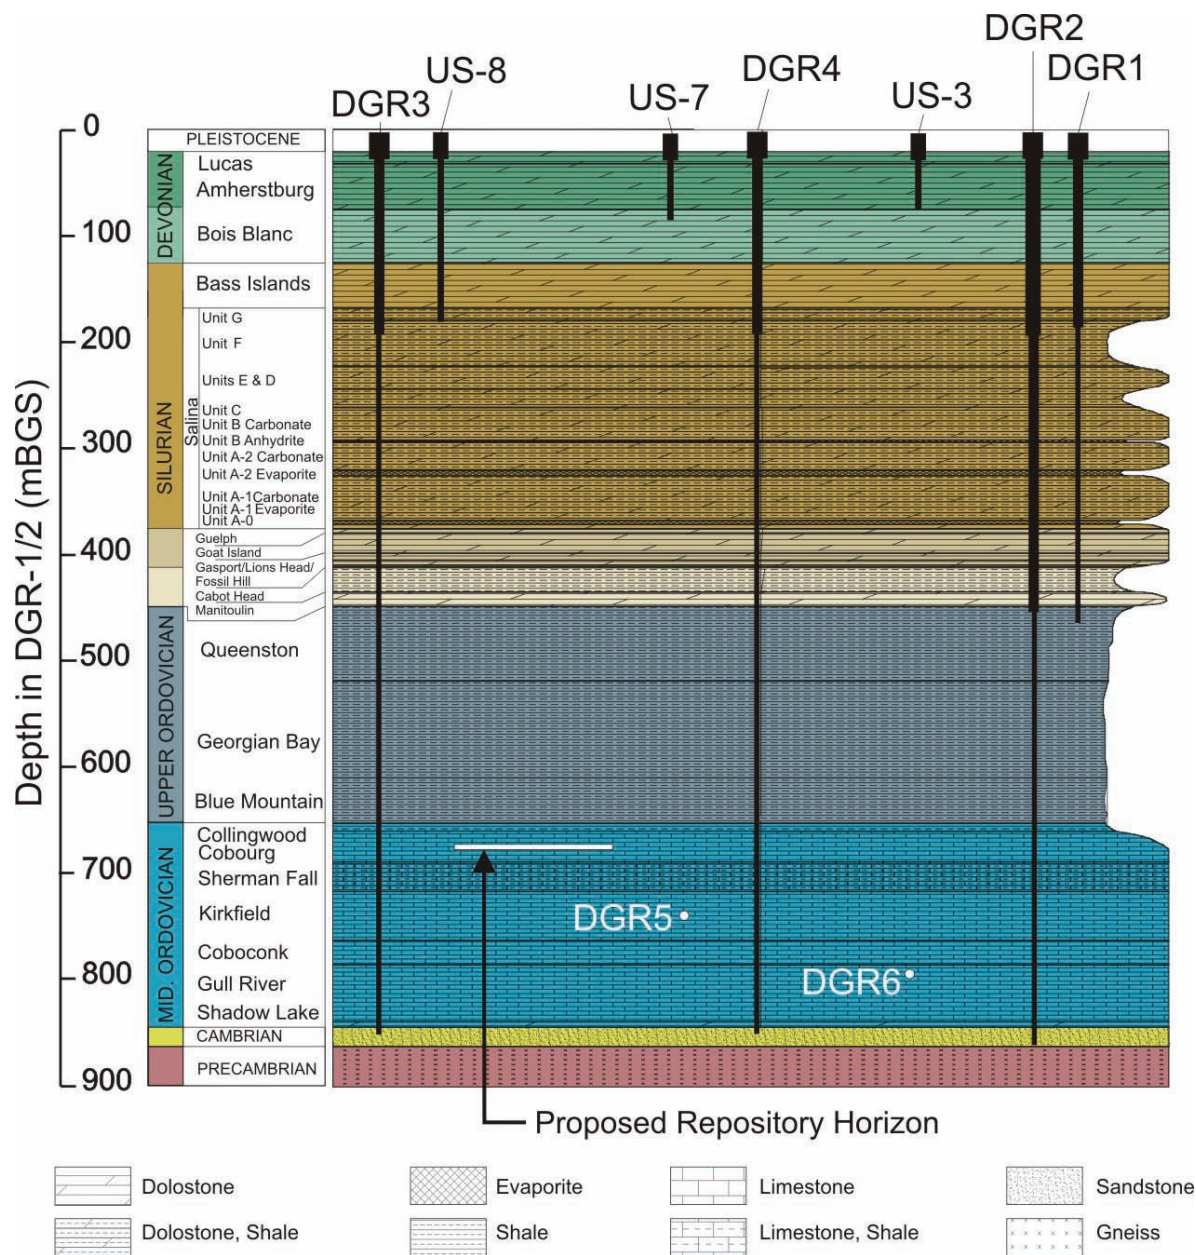 DGR2
US-8
DGR4
DGR1
DGR3
US-7
US-3
Depth in DGR-1/2 (mBGS)
0
100
200
300
400
500
600
700
800
900
DEVONIAN
SILURIAN
UPPER ORDOVICIAN
MID. ORDOVICIAN
PLEISTOCENE
Lucas
Amherstburg
Bois Blanc
Bass Islands
Salina
Unit G
Unit F
Units E & D
Unit C
Unit B Carbonate
Unit B Anhydrite
Unit A-2 Carbonate
Unit A-2 Evaporite
Unit A-1Carbonate
Unit A-1 Evaporite
Unit A-0
Guelph
Goat Island
Gasport/Lions Head/
Fossil Hill
Cabot Head
Manitoulin
Queenston
Georgian Bay
Blue Mountain
Collingwood
Cobourg
Sherman Fall
Kirkfield
Coboconk
Gull River
Shadow Lake
CAMBRIAN
PRECAMBRIAN
DGR5
DGR6
Proposed Repository Horizon
Dolostone
Evaporite
Limestone
Sandstone
Dolostone, Shale
Shale
Limestone, Shale
Gneiss